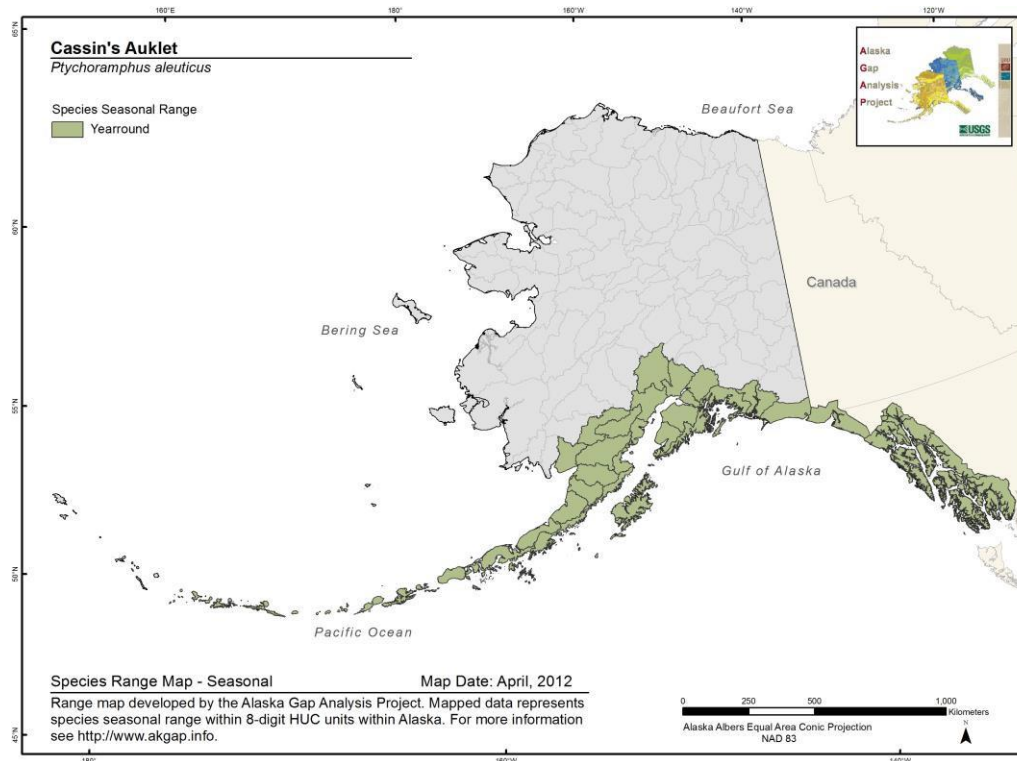 160°E
180°
160°W
140°W
120°W
65°N
60°N
55°N
50°N
45°N
Cassin's Auklet
Ptychoramphus aleuticus
Species Seasonal Range
Yearround
Alaska
Gap
Analysis
Project
USGS
Beaufort Sea
Canada
Bering Sea
Gulf of Alaska
Pacific Ocean
Species Range Map - Seasonal Map Date: April, 2012
Range map developed by the Alaska Gap Analysis Project. Mapped data represents
species seasonal range within 8-digit HUC units within Alaska. For more information
see http://www.akgap.info.
0 250 500 1,000
Kilometers
Alaska Albers Equal Area Conic Projection
NAD 83
N
180°
160°W
140°W